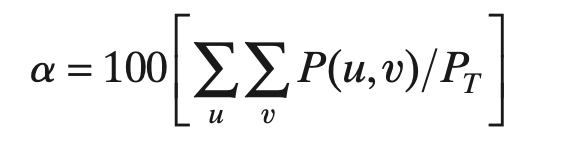 α = 100[∑_u ∑_v P(u,v)/P_T]